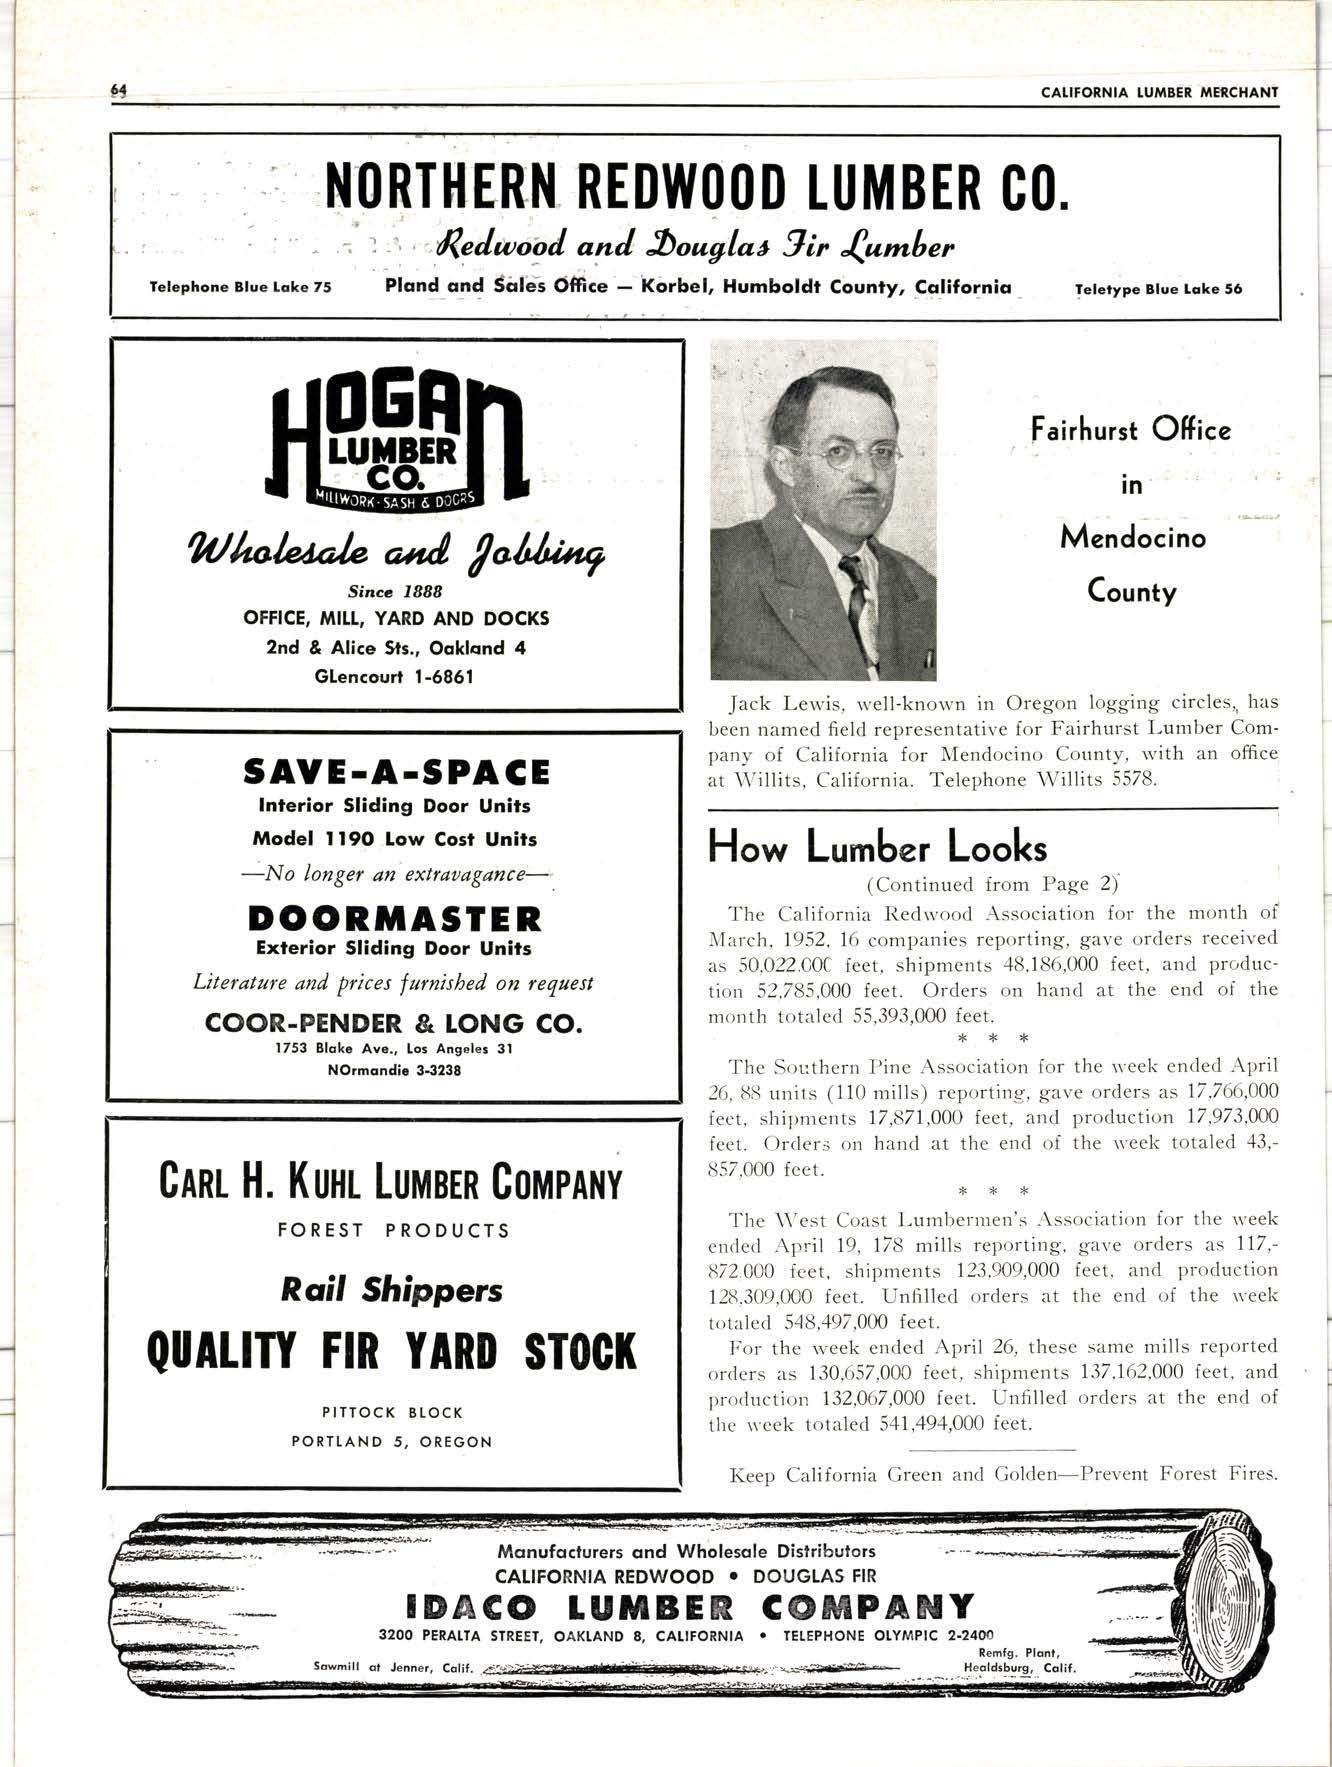 64
CALIFORNIA LUMBER MERCHANT
NORTHERN REDWOOD LUMBER CO.
Redwood and Douglas Fir Lumber
Telephone Blue Lake 75
Pland and Sales Office — Korbel, Humboldt County, California
Teletype Blue Lake 56
HOGAN
LUMBER
CO.
MILLWORK - SASH & DOORS
Wholesale and Jobbing
Since 1888
OFFICE, MILL, YARD AND DOCKS
2nd & Alice Sts., Oakland 4
GLencourt 1-6861
SAVE-A-SPACE
Interior Sliding Door Units
Model 1190 Low Cost Units
—No longer an extravagance—
DOORMASTER
Exterior Sliding Door Units
Literature and prices furnished on request
COOR-PENDER & LONG CO.
1753 Blake Ave., Los Angeles 31
NOrmandie 3-3238
CARL H. KUHL LUMBER COMPANY
FOREST PRODUCTS
Rail Shippers
QUALITY FIR YARD STOCK
PITTOCK BLOCK
PORTLAND 5, OREGON
Fairhurst Office
in
Mendocino
County
Jack Lewis, well-known in Oregon logging circles, has
been named field representative for Fairhurst Lumber Com-
pany of California for Mendocino County, with an office
at Willits, California. Telephone Willits 5578.
How Lumber Looks
(Continued from Page 2)
The California Redwood Association for the month of
March, 1952, 16 companies reporting, gave orders received
as 50,022.000 feet, shipments 48,186,000 feet, and produc-
tion 52,785,000 feet. Orders on hand at the end of the
month totaled 55,393,000 feet.
* * *
The Southern Pine Association for the week ended April
26, 88 units (110 mills) reporting, gave orders as 17,766,000
feet, shipments 17,871,000 feet, and production 17,973,000
feet. Orders on hand at the end of the week totaled 43,-
857,000 feet.
* * *
The West Coast Lumbermen's Association for the week
ended April 19, 178 mills reporting, gave orders as 117,-
872.000 feet, shipments 123,909,000 feet, and production
128,309,000 feet. Unfilled orders at the end of the week
totaled 548,497,000 feet.
For the week ended April 26, these same mills reported
orders as 130,657,000 feet, shipments 137,162,000 feet, and
production 132,067,000 feet. Unfilled orders at the end of
the week totaled 541,494,000 feet.
Keep California Green and Golden—Prevent Forest Fires.
Manufacturers and Wholesale Distributors
CALIFORNIA REDWOOD • DOUGLAS FIR
IDACO LUMBER COMPANY
3200 PERALTA STREET, OAKLAND 8, CALIFORNIA • TELEPHONE OLYMPIC 2-2400
Sawmill at Jenner, Calif.
Remfg. Plant,
Healdsburg, Calif.